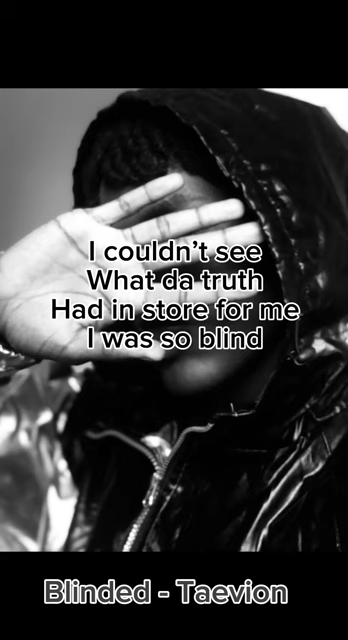 I couldn’t see
What da truth
Had in store for me
I was so blind
Blinded - Taevion